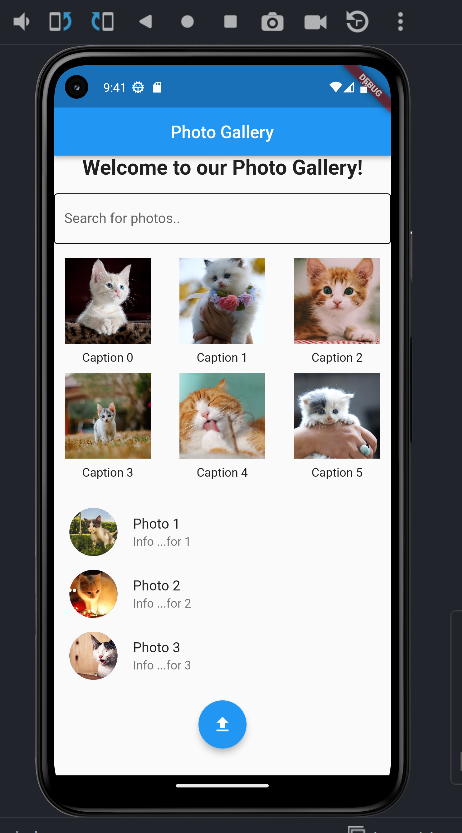 9:41
DEBUG
Photo Gallery
Welcome to our Photo Gallery!
Search for photos..
Caption 0
Caption 1
Caption 2
Caption 3
Caption 4
Caption 5
Photo 1
Info ...for 1
Photo 2
Info ...for 2
Photo 3
Info ...for 3